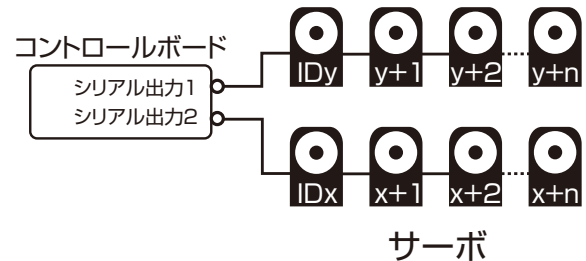 コントロールボード
シリアル出力1
シリアル出力2
IDy y+1 y+2 y+n
IDx x+1 x+2 x+n
サーボ